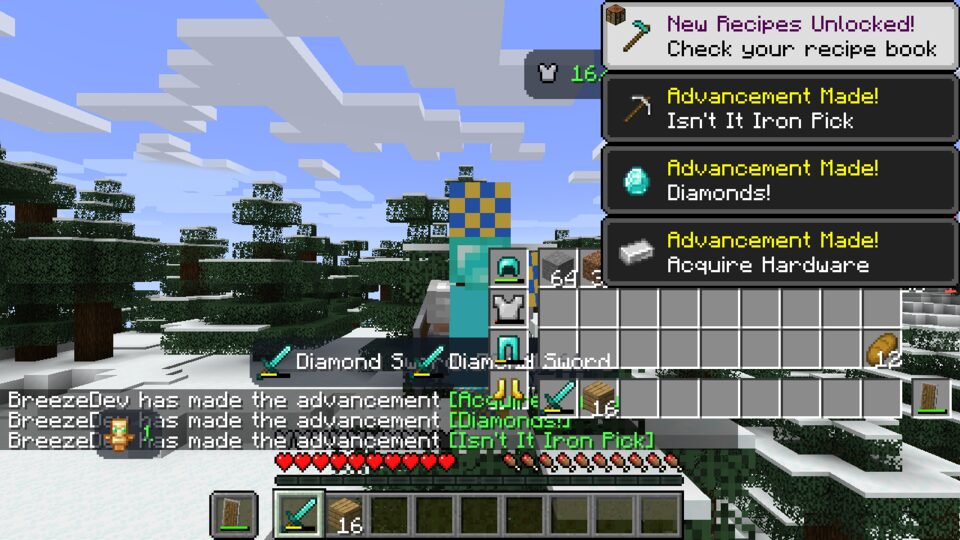 New Recipes Unlocked!
Check your recipe book
16.
Advancement Made!
Isn't It Iron Pick
Advancement Made!
Diamonds!
Advancement Made!
Acquire Hardware
64
12
Diamond Sword
BreezeDev has made the advancement
16
BreezeDev has made the advancement [Diamonds!]
1
BreezeDev has made the advancement [Isn't It Iron Pick]
16